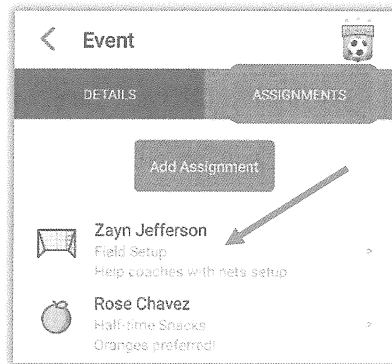 Event
DETAILS
ASSIGNMENTS
Add Assignment
Zayn Jefferson
Field Setup
Help coaches with nets setup
Rose Chavez
Half-time Snacks
Oranges preferred!